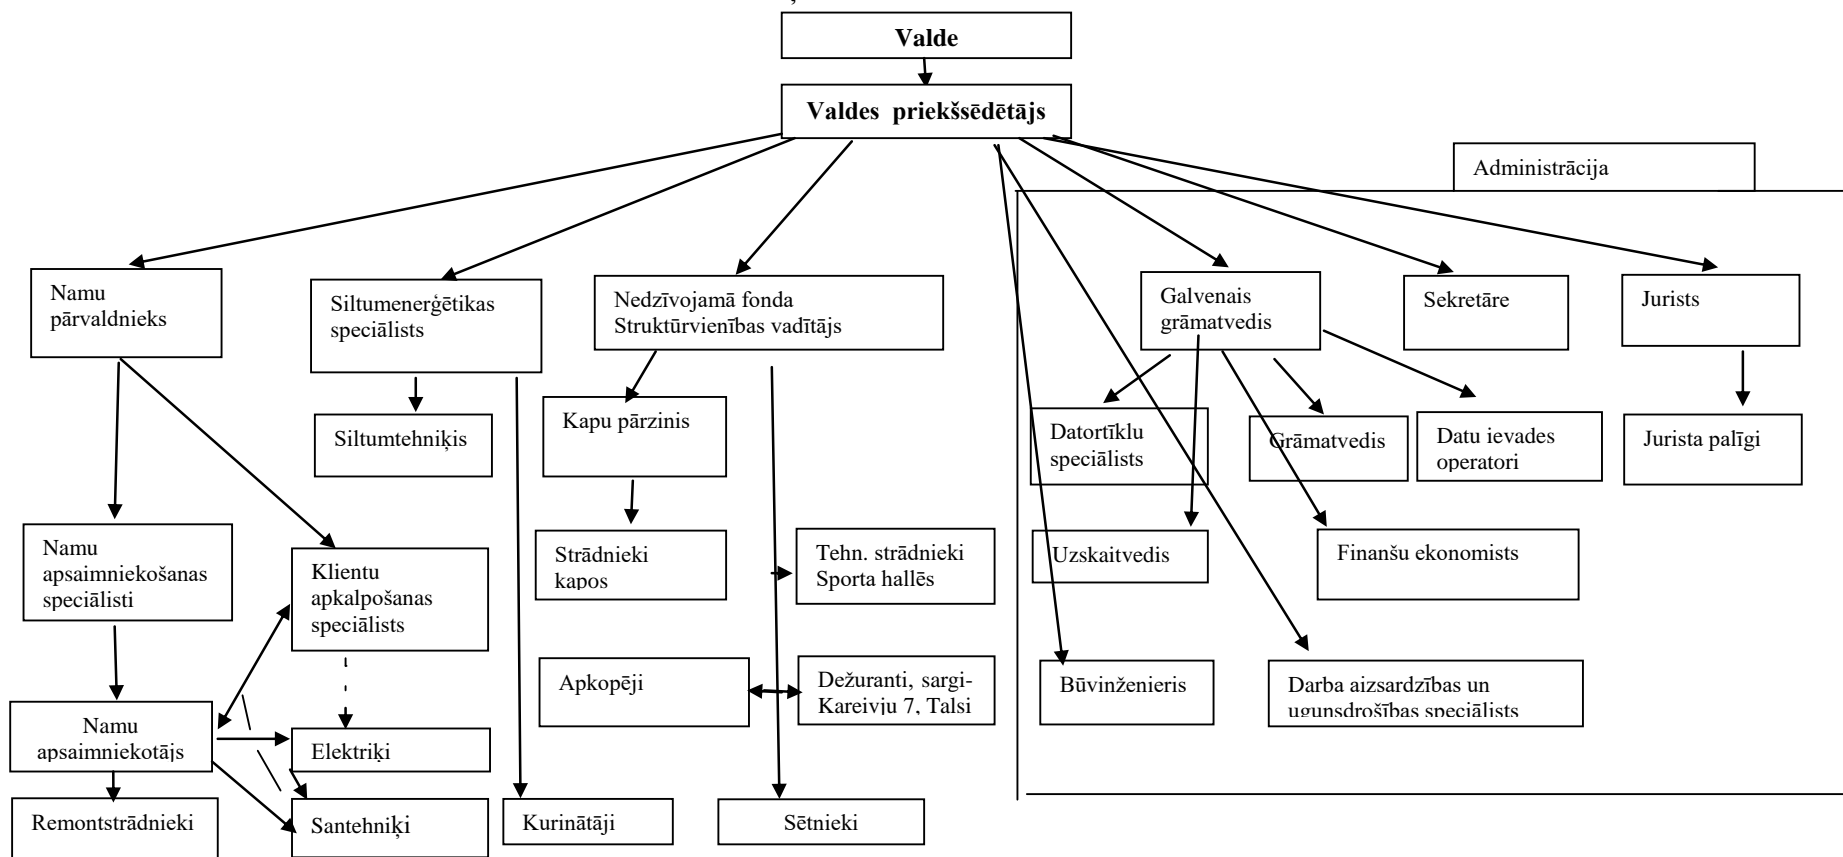 Valde
Valdes priekšsēdētājs
Administrācija
Namu
pārvaldnieks
Siltumenerģētikas
speciālists
Nedzīvojamā fonda
Struktūrvienības vadītājs
Galvenais
grāmatvedis
Sekretāre
Jurists
Siltumtehniķis
Kapu pārzinis
Datortīklu
speciālists
Grāmatvedis
Datu ievades
operatori
Jurista palīgi
Namu
apsaimniekošanas
speciālisti
Klientu
apkalpošanas
speciālists
Strādnieki
kapos
Tehn. strādnieki
Sporta hallēs
Uzskaitvedis
Finanšu ekonomists
Apkopēji
Dežuranti, sargi-
Kareivju 7, Talsi
Būvinženieris
Darba aizsardzības un
ugunsdrošības speciālists
Namu
apsaimniekotājs
Elektriķi
Remontstrādnieki
Santehniķi
Kurinātāji
Sētnieki